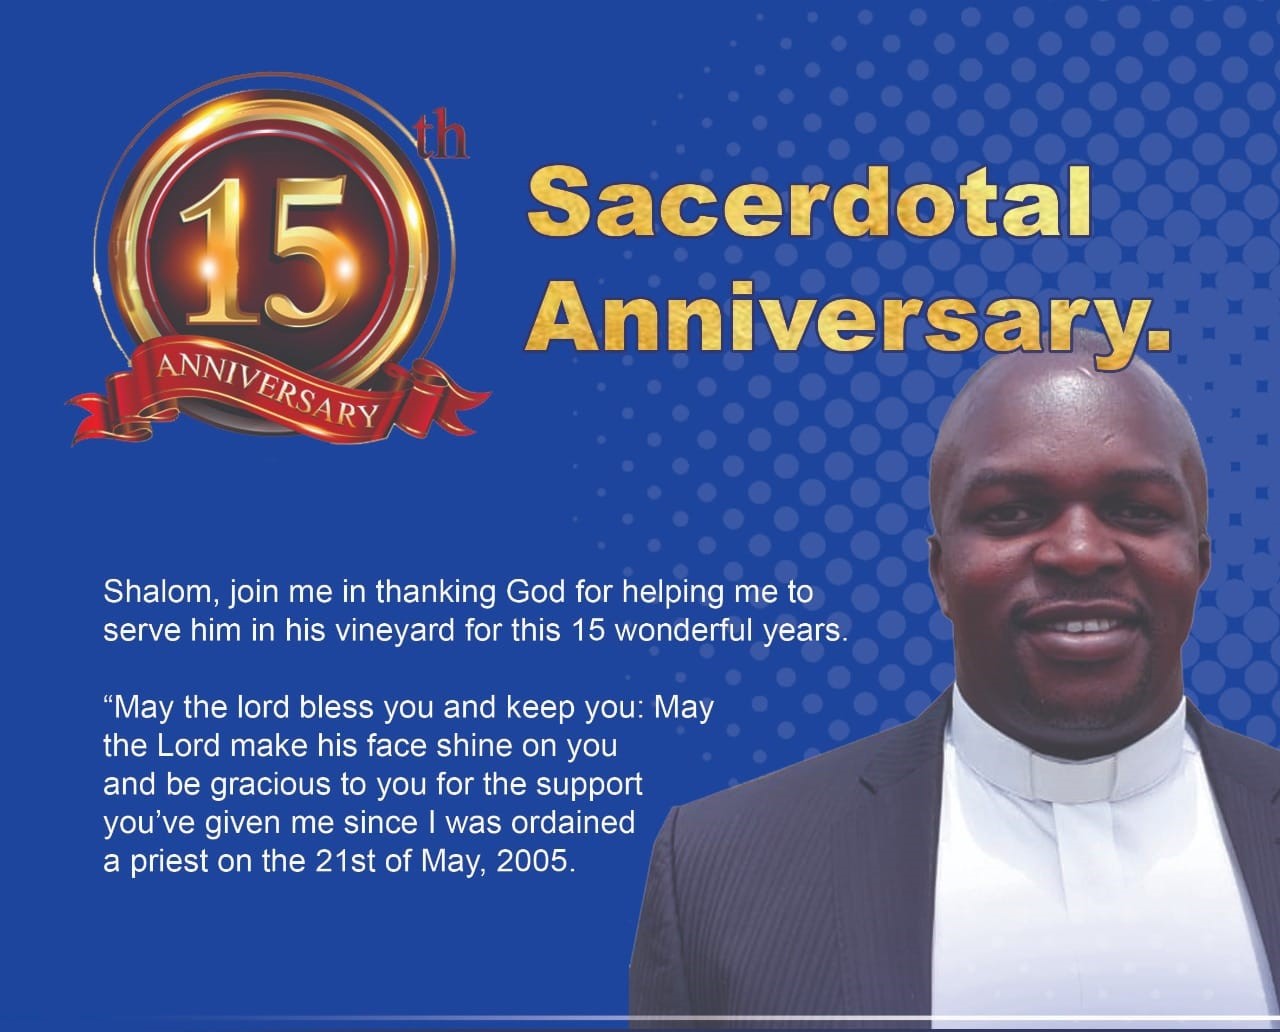 15
th
ANNIVERSARY
Sacerdotal
Anniversary.
Shalom, join me in thanking God for helping me to
serve him in his vineyard for this 15 wonderful years.
“May the lord bless you and keep you: May
the Lord make his face shine on you
and be gracious to you for the support
you’ve given me since I was ordained
a priest on the 21st of May, 2005.